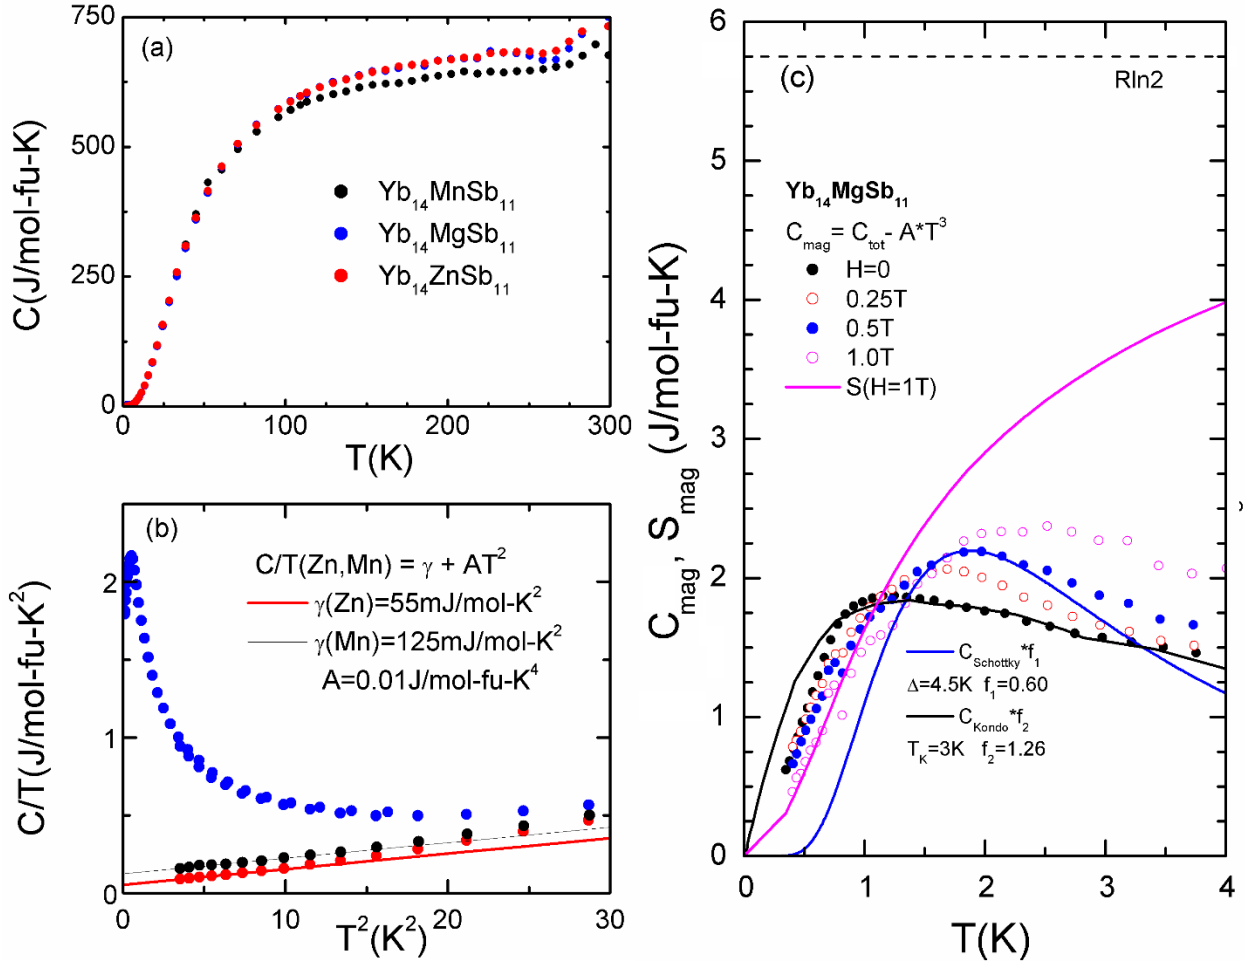 (a)
C(J/mol-fu-K)
750
500
250
0
Yb14MnSb11
Yb14MgSb11
Yb14ZnSb11
0 100 200 300
T(K)
(b)
C/T(J/mol-fu-K²)
2
1
0
C/T(Zn,Mn) = γ + AT²
γ(Zn)=55mJ/mol-K²
γ(Mn)=125mJ/mol-K²
A=0.01J/mol-fu-K⁴
0 10 20 30
T²(K²)
(c)
Cmag, Smag (J/mol-fu-K)
6
5
4
3
2
1
0
Rln2
Yb14MgSb11
Cmag = Ctot- A*T³
H=0
0.25T
0.5T
1.0T
S(H=1T)
CSchottky*f1
Δ=4.5K f1=0.60
CKondo*f2
TK=3K f2=1.26
0 1 2 3 4
T(K)